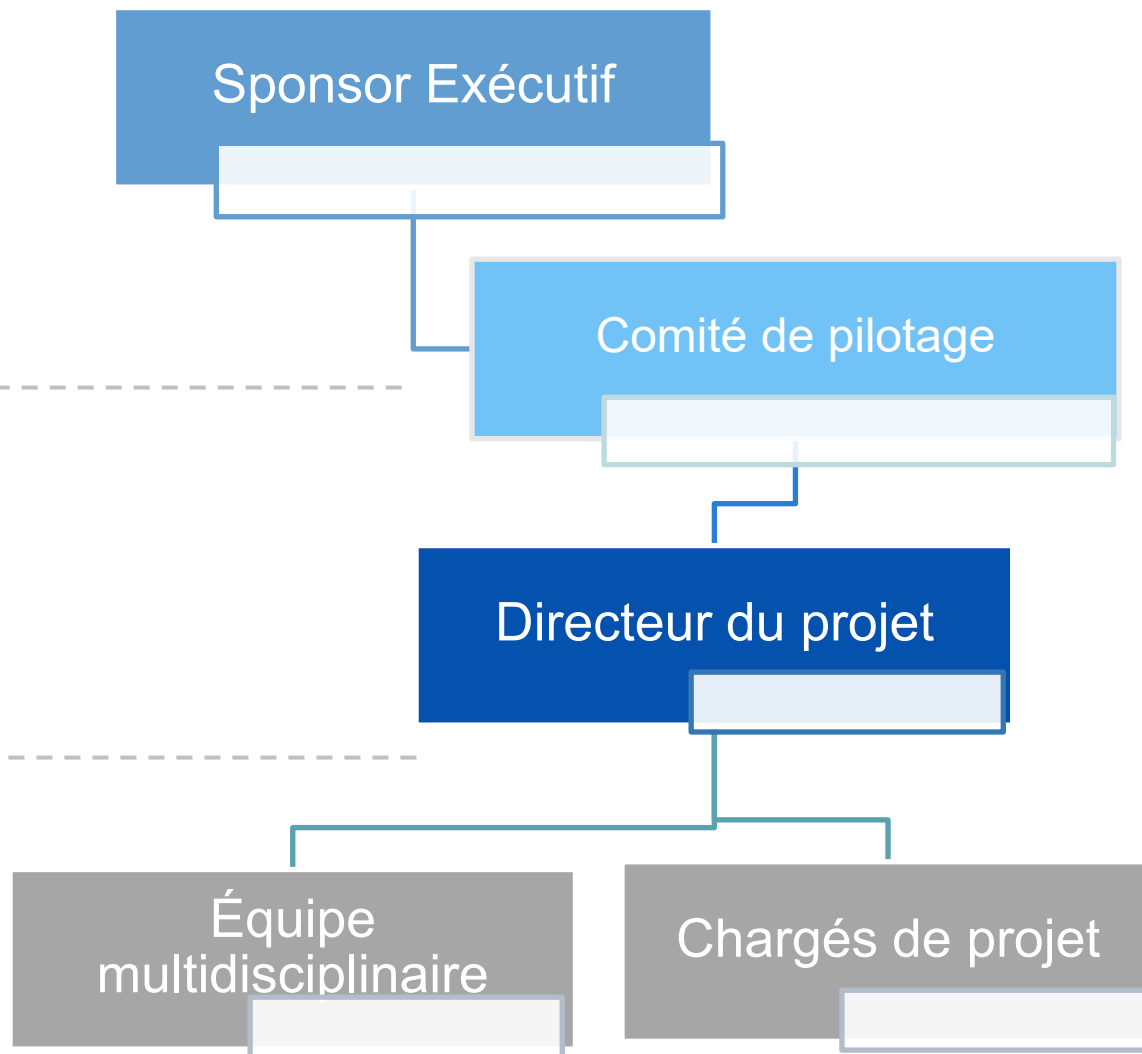 Sponsor Exécutif
Comité de pilotage
Directeur du projet
Équipe
multidisciplinaire
Chargés de projet